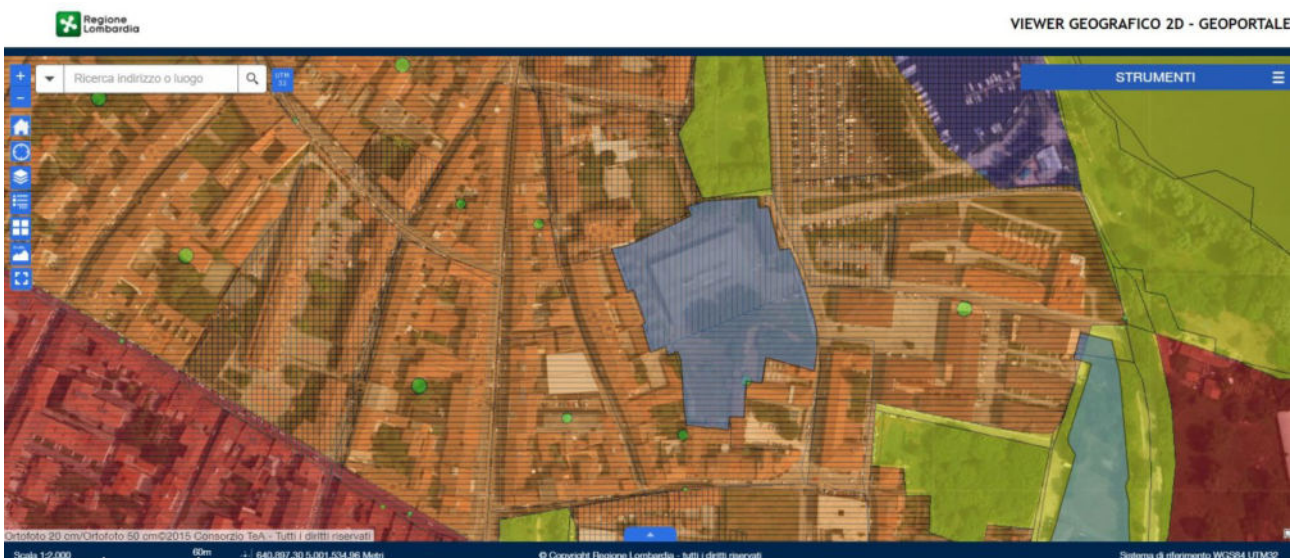 Regione
Lombardia
VIEWER GEOGRAFICO 2D - GEOPORTALE
+
Ricerca indirizzo o luogo
UTM
32
STRUMENTI
−
Ortofoto 20 cm/Ortofoto 50 cm©2015 Consorzio TeA - Tutti i diritti riservati
Scala 1:2.000
60m
640.897,30 5.001.534,96 Metri
© Copyright Regione Lombardia - tutti i diritti riservati
Sistema di riferimento WGS84 UTM32